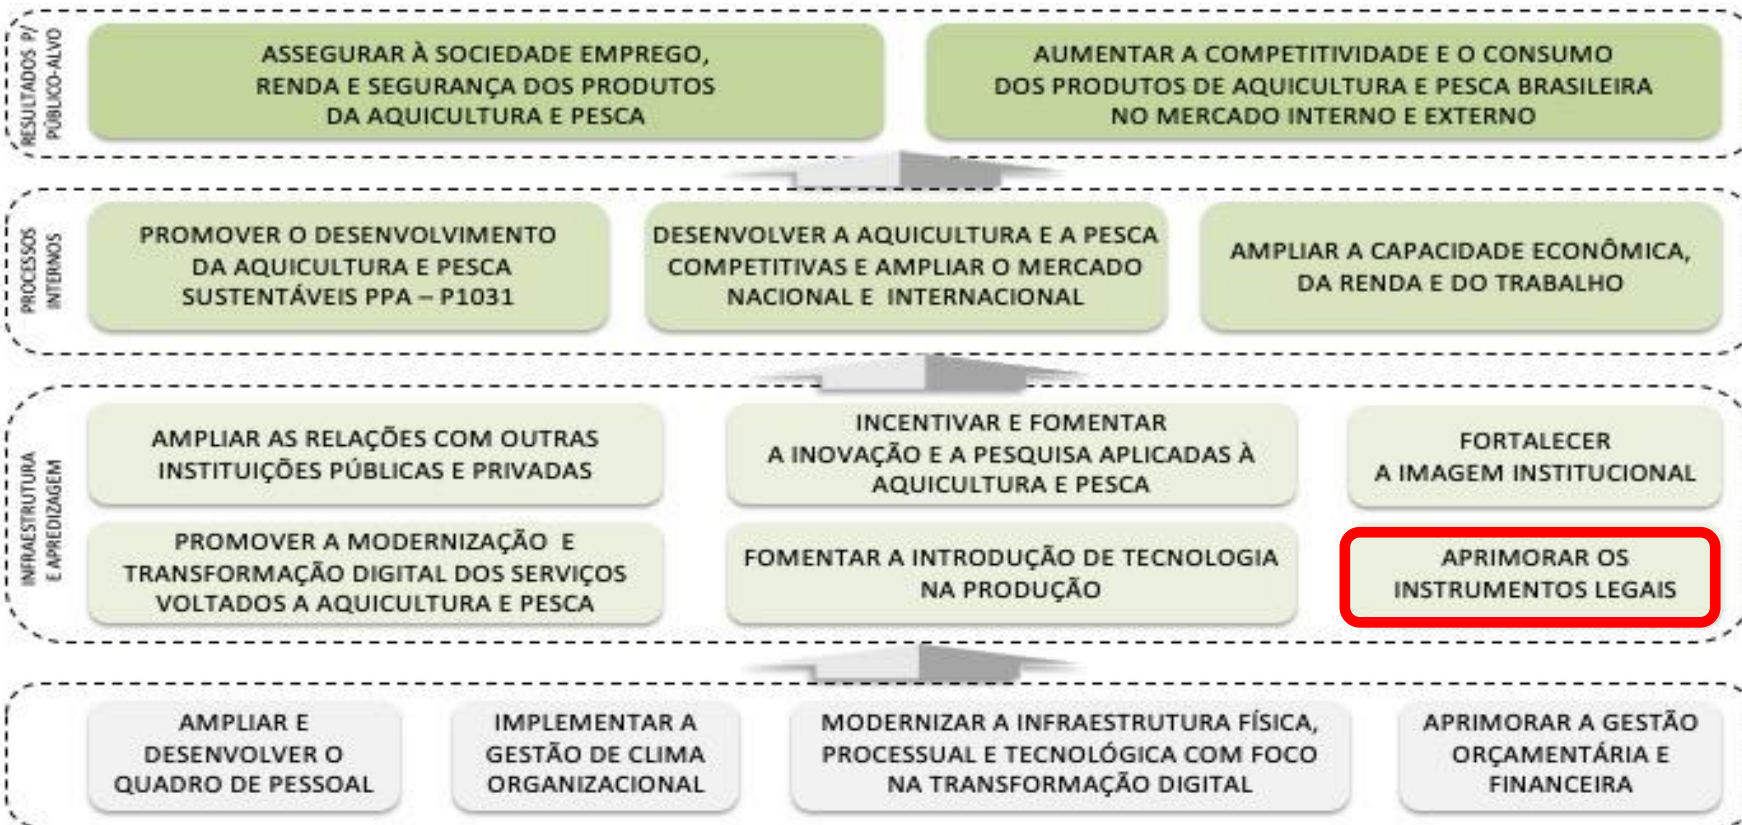 RESULTADOS P/
PÚBLICO-ALVO
ASSEGURAR À SOCIEDADE EMPREGO,
RENDA E SEGURANÇA DOS PRODUTOS
DA AQUICULTURA E PESCA
AUMENTAR A COMPETITIVIDADE E O CONSUMO
DOS PRODUTOS DE AQUICULTURA E PESCA BRASILEIRA
NO MERCADO INTERNO E EXTERNO
PROCESSOS
INTERNOS
PROMOVER O DESENVOLVIMENTO
DA AQUICULTURA E PESCA
SUSTENTÁVEIS PPA – P1031
DESENVOLVER A AQUICULTURA E A PESCA
COMPETITIVAS E AMPLIAR O MERCADO
NACIONAL E INTERNACIONAL
AMPLIAR A CAPACIDADE ECONÔMICA,
DA RENDA E DO TRABALHO
INFRAESTRUTURA
E APREDIZAGEM
AMPLIAR AS RELAÇÕES COM OUTRAS
INSTITUIÇÕES PÚBLICAS E PRIVADAS
INCENTIVAR E FOMENTAR
A INOVAÇÃO E A PESQUISA APLICADAS À
AQUICULTURA E PESCA
FORTALECER
A IMAGEM INSTITUCIONAL
PROMOVER A MODERNIZAÇÃO E
TRANSFORMAÇÃO DIGITAL DOS SERVIÇOS
VOLTADOS A AQUICULTURA E PESCA
FOMENTAR A INTRODUÇÃO DE TECNOLOGIA
NA PRODUÇÃO
APRIMORAR OS
INSTRUMENTOS LEGAIS
AMPLIAR E
DESENVOLVER O
QUADRO DE PESSOAL
IMPLEMENTAR A
GESTÃO DE CLIMA
ORGANIZACIONAL
MODERNIZAR A INFRAESTRUTURA FÍSICA,
PROCESSUAL E TECNOLÓGICA COM FOCO
NA TRANSFORMAÇÃO DIGITAL
APRIMORAR A GESTÃO
ORÇAMENTÁRIA E
FINANCEIRA